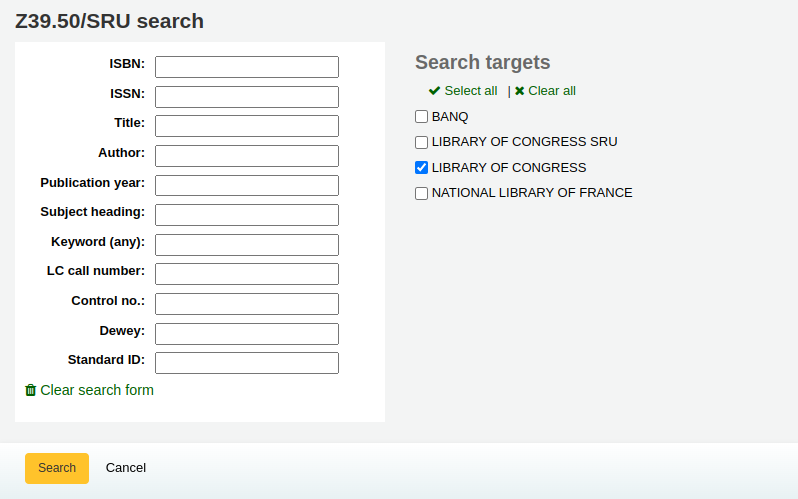 Z39.50/SRU search
ISBN:
ISSN:
Title:
Author:
Publication year:
Subject heading:
Keyword (any):
LC call number:
Control no.:
Dewey:
Standard ID:
Clear search form
Search targets
Select all | Clear all
BANQ
LIBRARY OF CONGRESS SRU
LIBRARY OF CONGRESS
NATIONAL LIBRARY OF FRANCE
Search Cancel